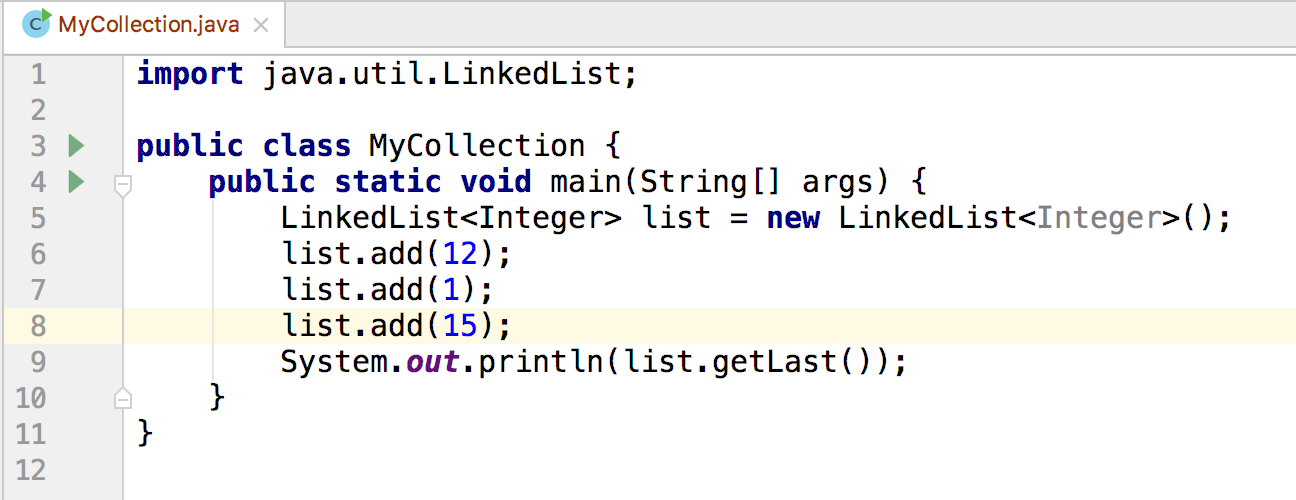 MyCollection.java
1 import java.util.LinkedList;
2
3 public class MyCollection {
4     public static void main(String[] args) {
5         LinkedList<Integer> list = new LinkedList<Integer>();
6         list.add(12);
7         list.add(1);
8         list.add(15);
9         System.out.println(list.getLast());
10     }
11 }
12